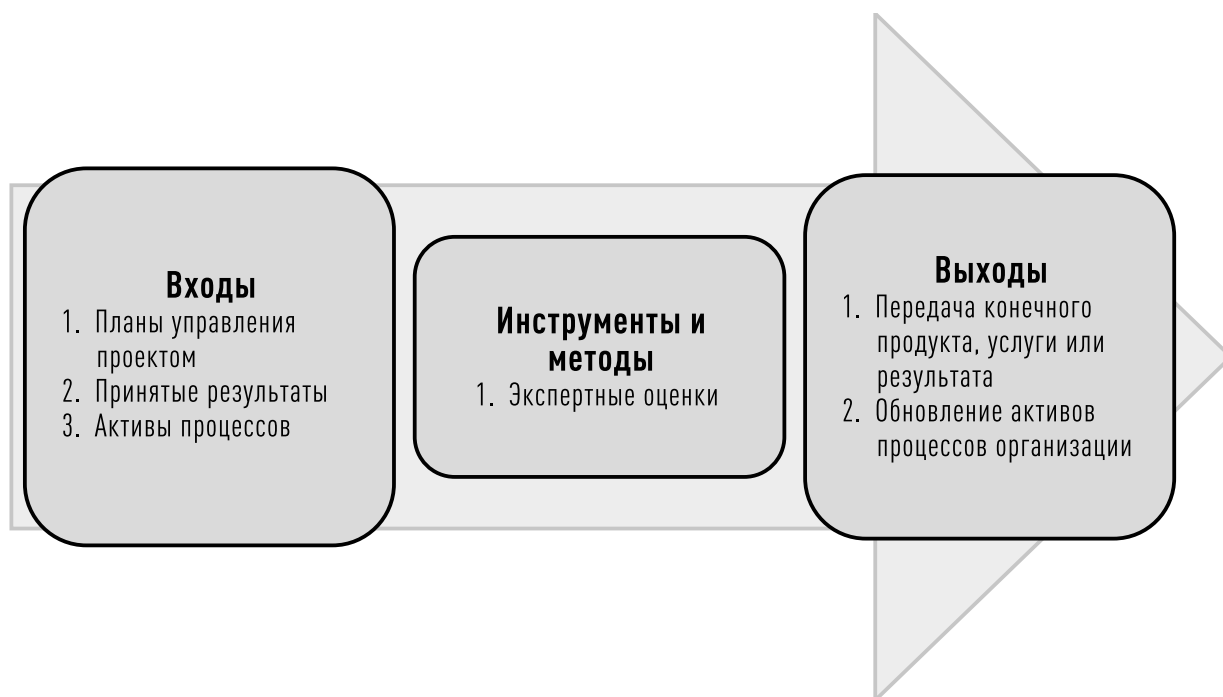 Входы
1. Планы управления
проектом
2. Принятые результаты
3. Активы процессов
Инструменты и
методы
1. Экспертные оценки
Выходы
1. Передача конечного
продукта, услуги или
результата
2. Обновление активов
процессов организации